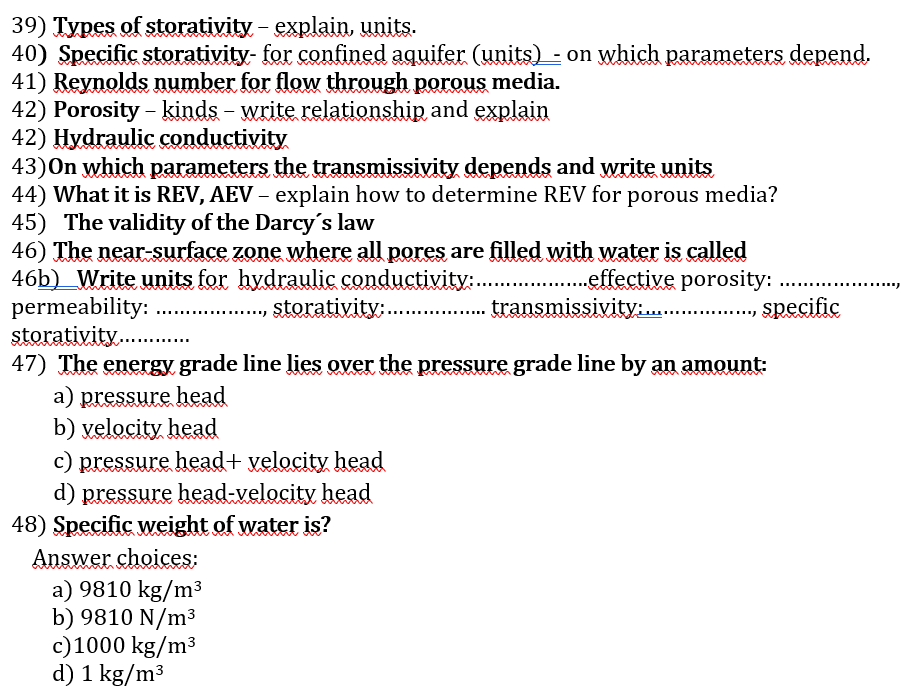 39) Types of storativity – explain, units.
40) Specific storativity- for confined aquifer (units) - on which parameters depend.
41) Reynolds number for flow through porous media.
42) Porosity – kinds – write relationship and explain
42) Hydraulic conductivity
43)On which parameters the transmissivity depends and write units
44) What it is REV, AEV – explain how to determine REV for porous media?
45) The validity of the Darcy´s law
46) The near-surface zone where all pores are filled with water is called
46b) Write units for hydraulic conductivity:………………..effective porosity: …………………,
permeability: ………………, storativity:…………….. transmissivity:………………, specific
storativity…………
47) The energy grade line lies over the pressure grade line by an amount:
a) pressure head
b) velocity head
c) pressure head+ velocity head
d) pressure head-velocity head
48) Specific weight of water is?
Answer choices:
a) 9810 kg/m³
b) 9810 N/m³
c)1000 kg/m³
d) 1 kg/m³